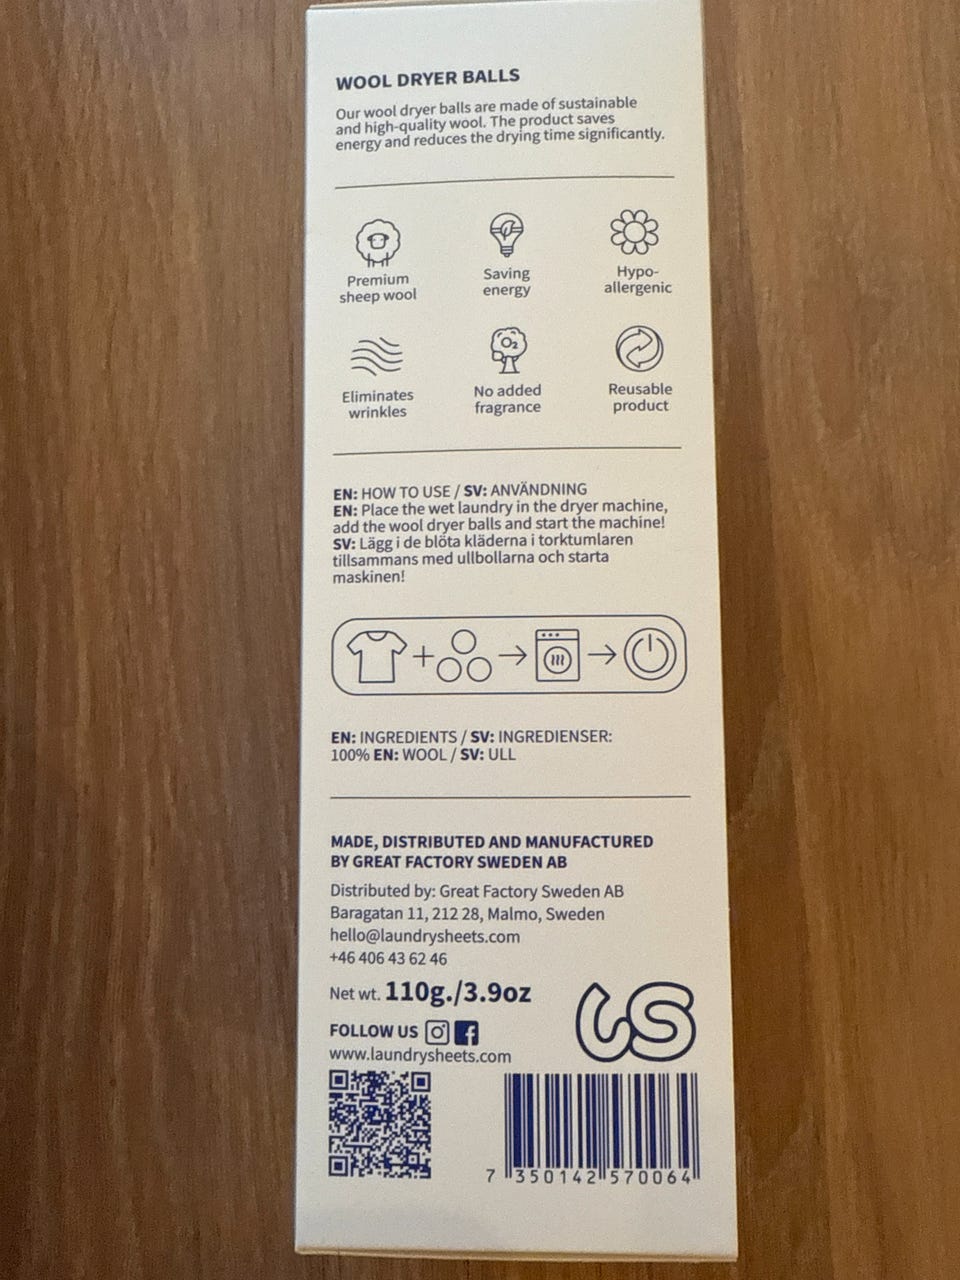 WOOL DRYER BALLS
Our wool dryer balls are made of sustainable
and high-quality wool. The product saves
energy and reduces the drying time significantly.
Premium
sheep wool
Saving
energy
Hypo-
allergenic
Eliminates
wrinkles
O2
No added
fragrance
Reusable
product
EN: HOW TO USE / SV: ANVÄNDNING
EN: Place the wet laundry in the dryer machine,
add the wool dryer balls and start the machine!
SV: Lägg i de blöta kläderna i torktumlaren
tillsammans med ullbollarna och starta
maskinen!
EN: INGREDIENTS / SV: INGREDIENSER:
100% EN: WOOL / SV: ULL
MADE, DISTRIBUTED AND MANUFACTURED
BY GREAT FACTORY SWEDEN AB
Distributed by: Great Factory Sweden AB
Baragatan 11, 212 28, Malmo, Sweden
hello@laundrysheets.com
+46 406 43 62 46
Net wt. 110g./3.9oz
LS
FOLLOW US
www.laundrysheets.com
7 350142 570064